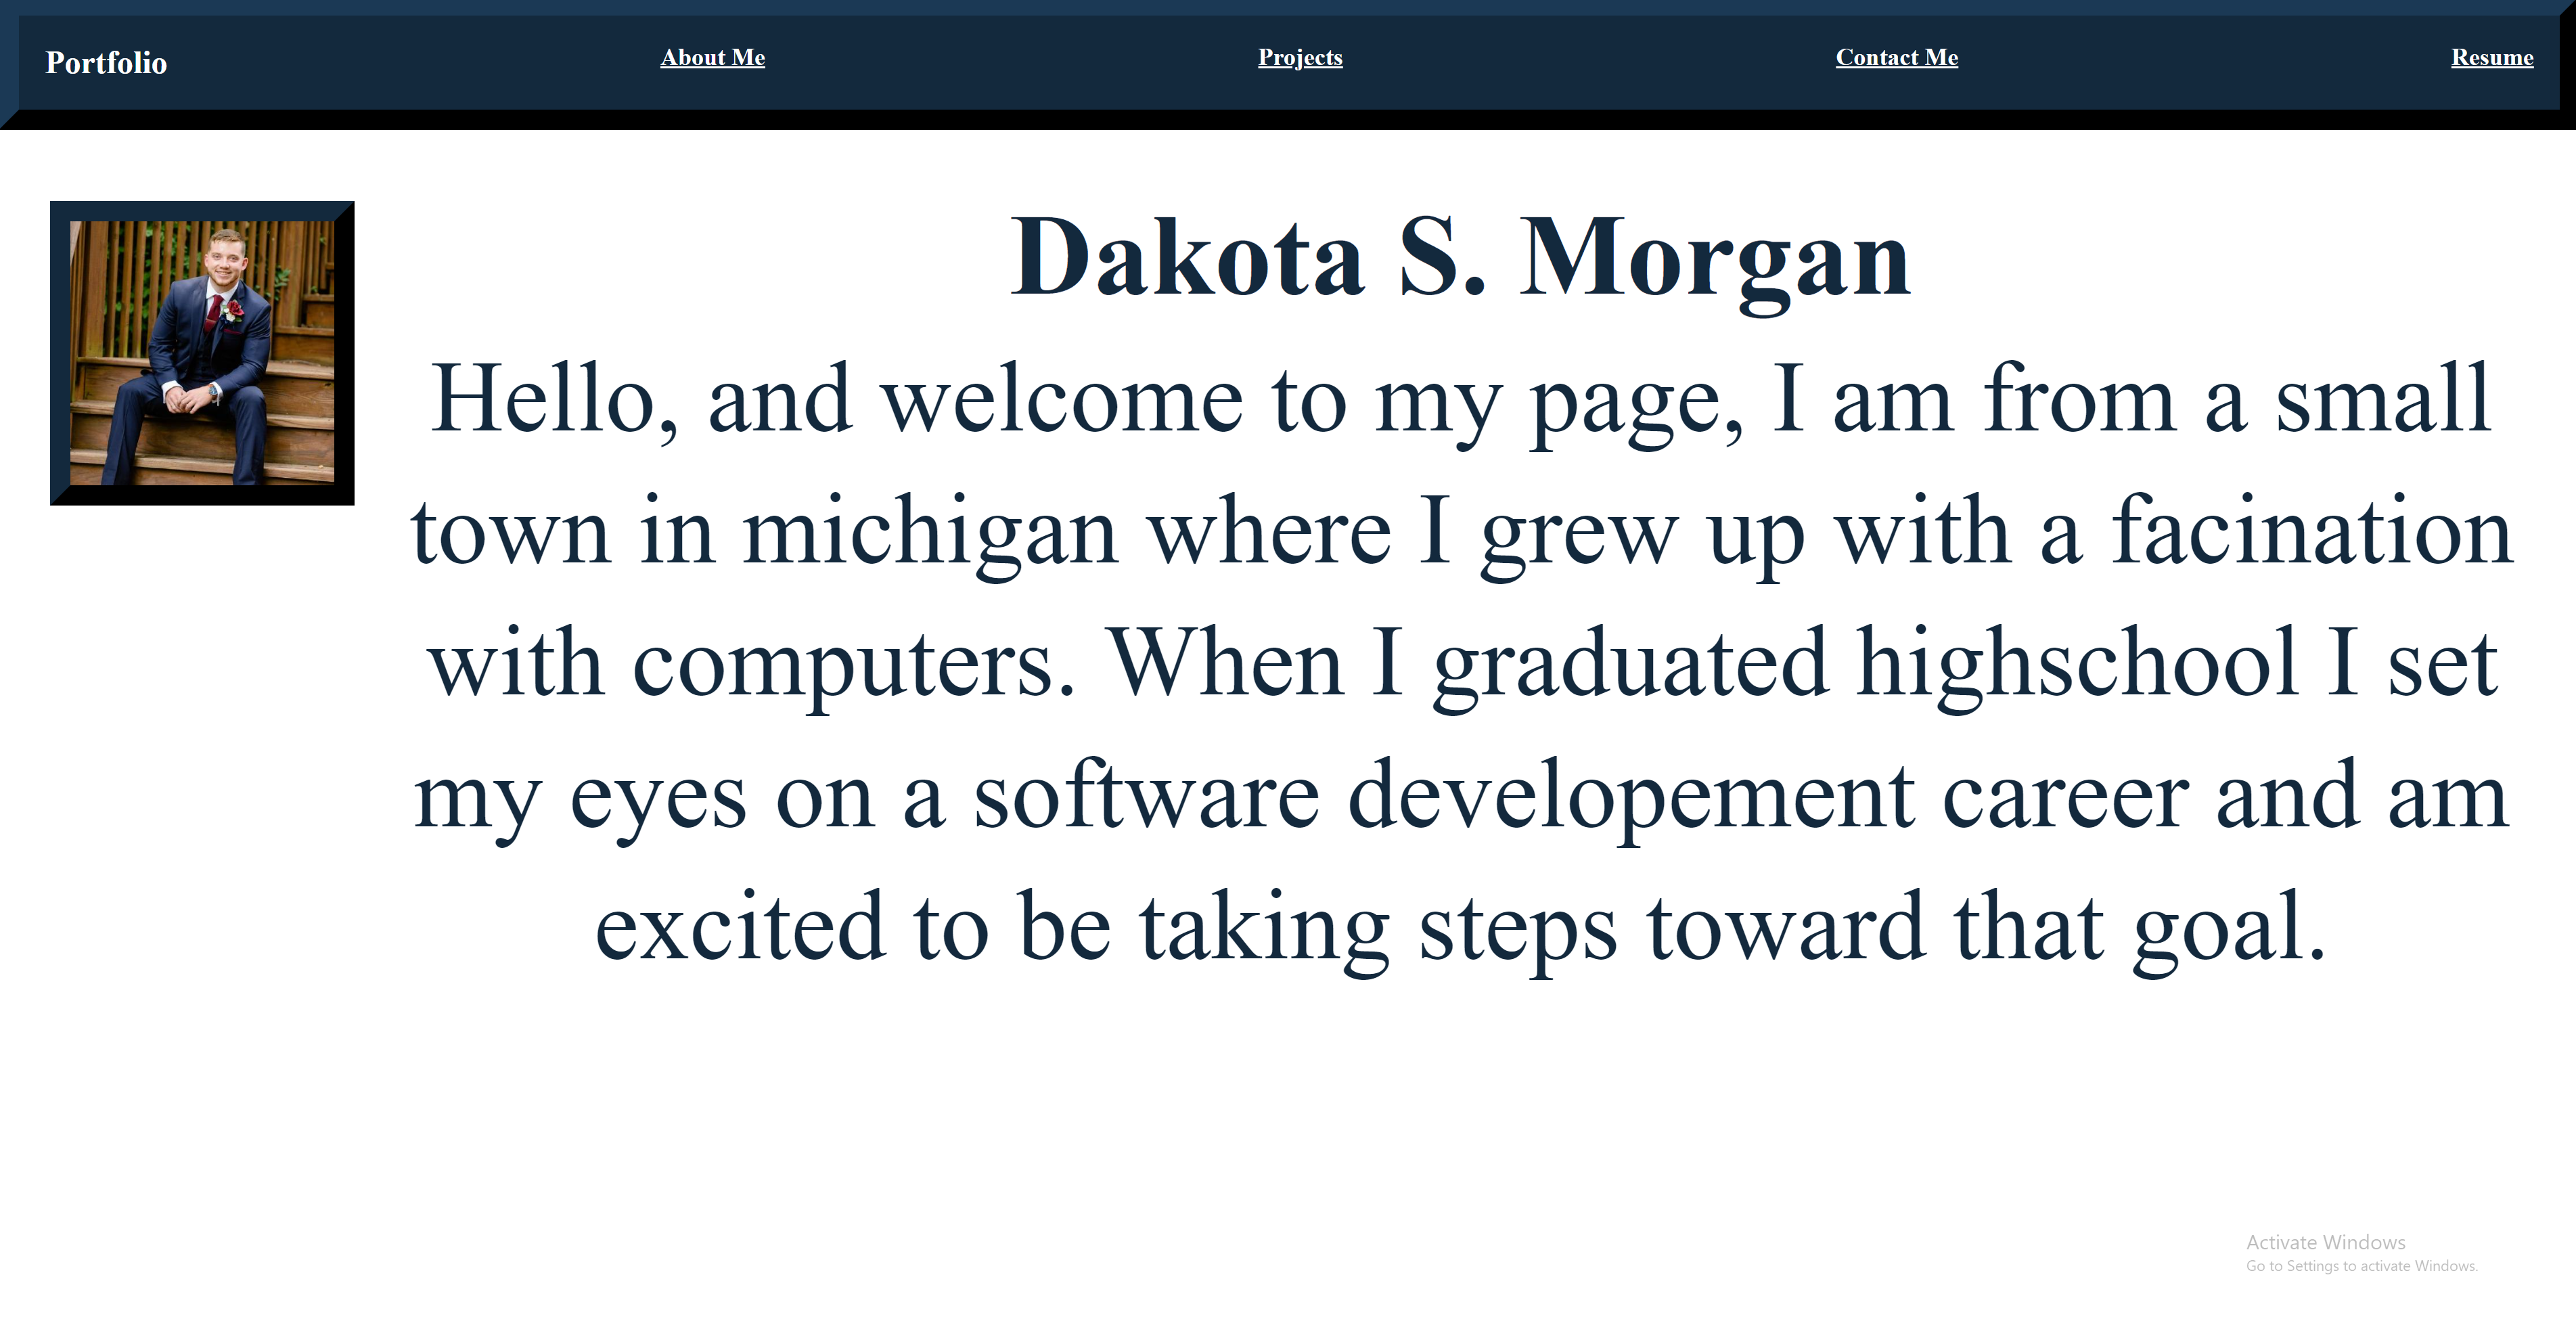 Portfolio
About Me
Projects
Contact Me
Resume
Dakota S. Morgan
Hello, and welcome to my page, I am from a small
town in michigan where I grew up with a facination
with computers. When I graduated highschool I set
my eyes on a software developement career and am
excited to be taking steps toward that goal.
Activate Windows
Go to Settings to activate Windows.